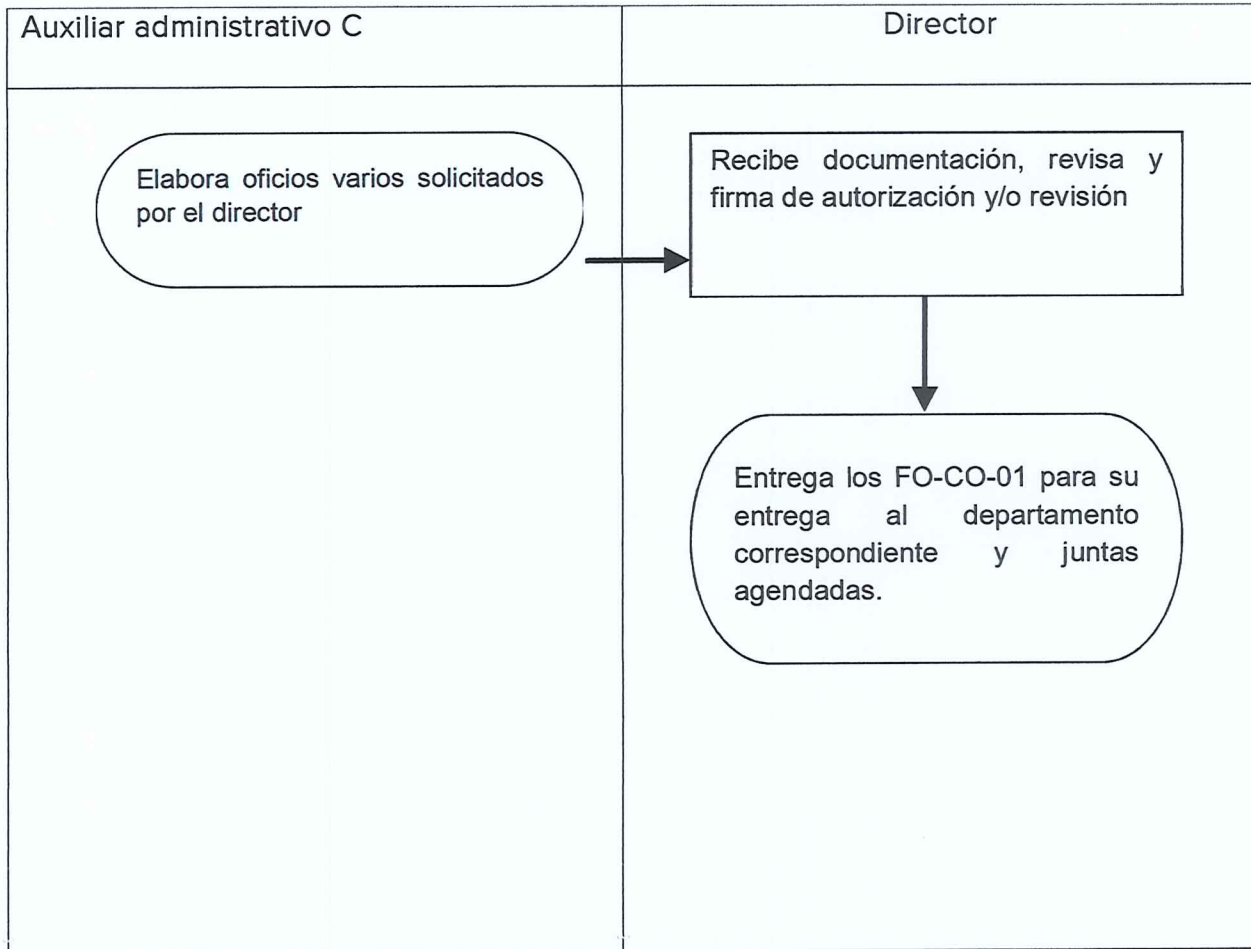 Auxiliar administrativo C
Director
Elabora oficios varios solicitados
por el director
Recibe documentación, revisa y
firma de autorización y/o revisión
Entrega los FO-CO-01 para su
entrega al departamento
correspondiente y juntas
agendadas.